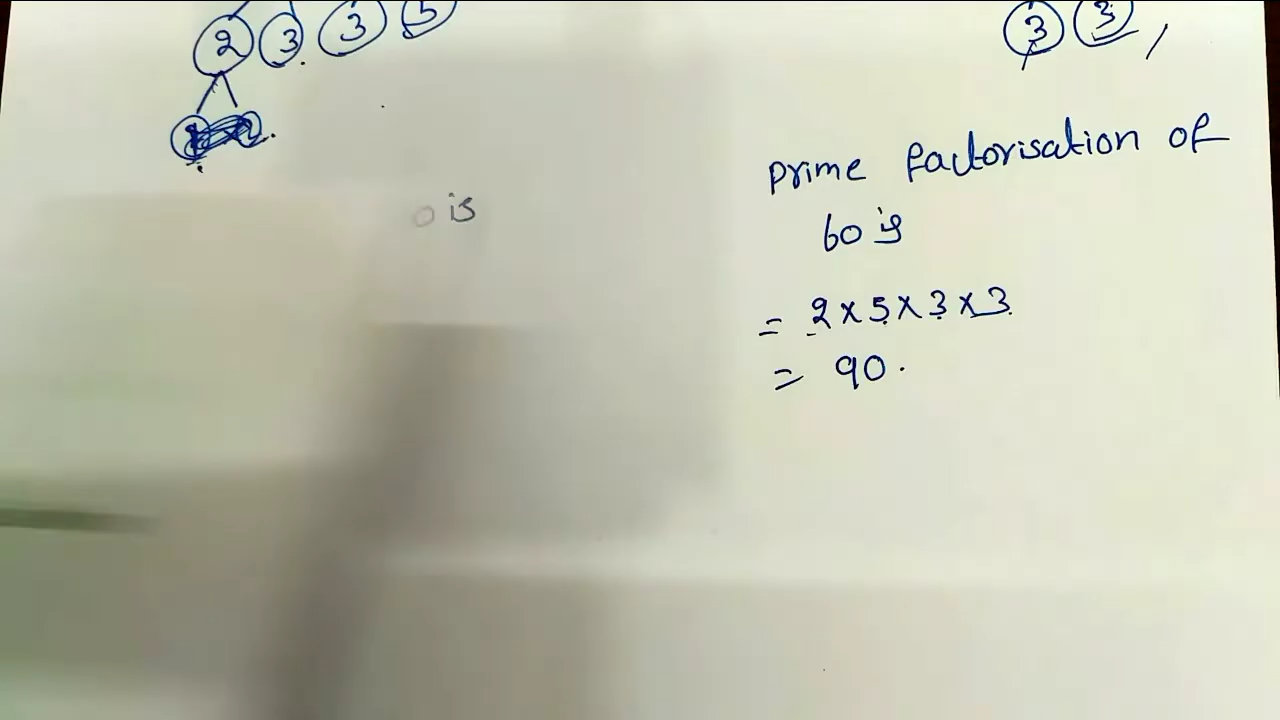 2 3 3 5
3 3 ,
is
Prime factorisation of
60 is
= 2 x 5 x 3 x 3
= 90.